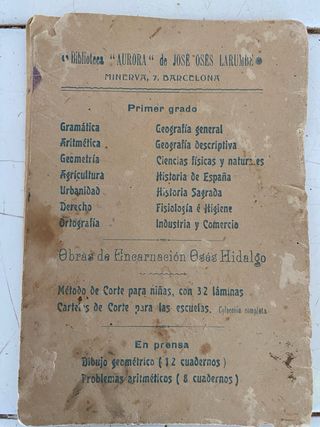 Biblioteca "AURORA" de JOSÉ OSÉS LARUMBE
MINERVA, 7, BARCELONA
Primer grado
Gramática Geografía general
Aritmética Geografía descriptiva
Geometría Ciencias físicas y naturales
Agricultura Historia de España
Urbanidad Historia Sagrada
Derecho Fisiología é Higiene
Ortografía Industria y Comercio
Obras de Encarnación Osés Hidalgo
Método de Corte para niñas, con 32 láminas
Carteles de Corte para las escuelas. Colección completa
En prensa
Dibujo geométrico (12 cuadernos)
Problemas aritméticos (8 cuadernos)